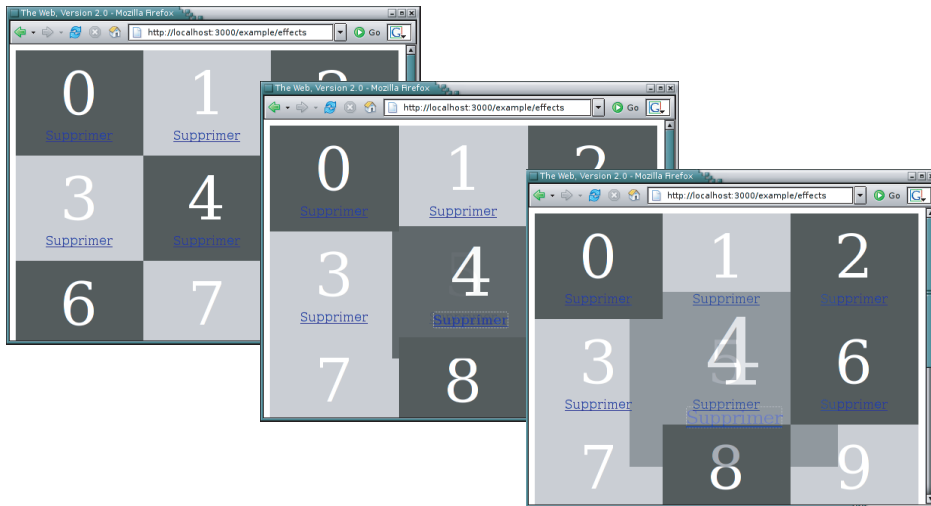 The Web, Version 2.0 - Mozilla Firefox
http://localhost:3000/example/effects Go G
0 1
Supprimer Supprimer
3 4
Supprimer Supprimer
6 7
The Web, Version 2.0 - Mozilla Firefox
http://localhost:3000/example/effects Go G
0 1 2
Supprimer Supprimer
3 4
Supprimer Supprimer
7 8
The Web, Version 2.0 - Mozilla Firefox
http://localhost:3000/example/effects Go G
0 1 2
Supprimer Supprimer Supprimer
3 4 5 6
Supprimer Supprimer Supprimer
Supprimer
7 8 9